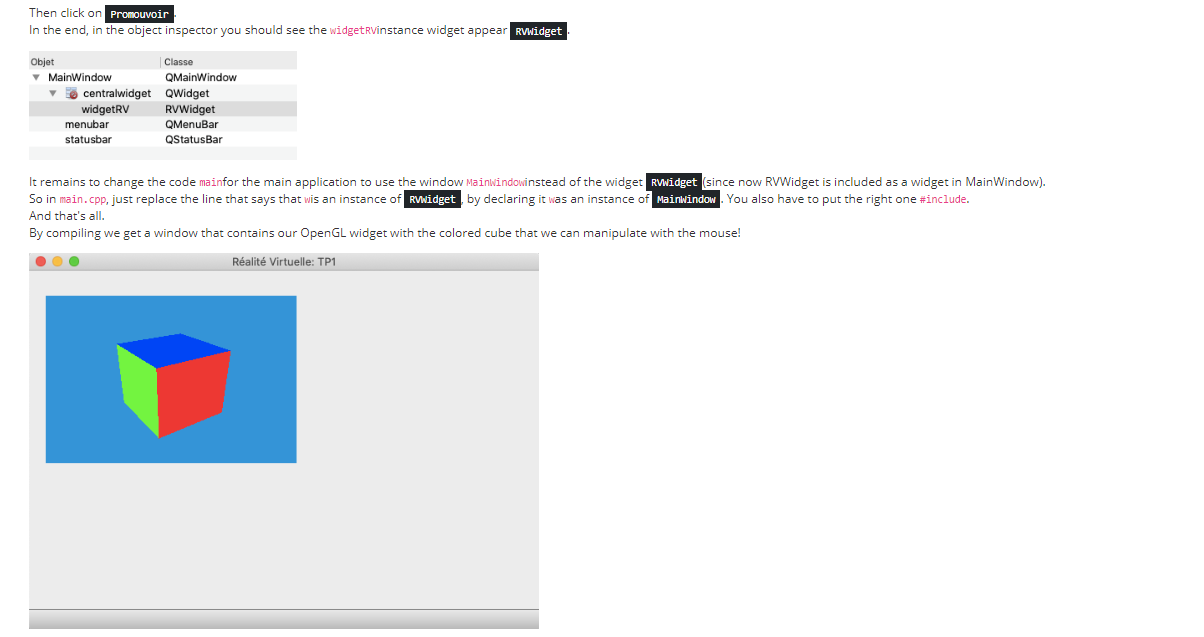 Then click on Promouvoir.
In the end, in the object inspector you should see the widgetRVinstance widget appear RVWidget.
Objet Classe
MainWindow QMainWindow
centralwidget QWidget
widgetRV RVWidget
menubar QMenuBar
statusbar QStatusBar
It remains to change the code mainfor the main application to use the window MainWindowinstead of the widget RVWidget (since now RVWidget is included as a widget in MainWindow).
So in main.cpp, just replace the line that says that wis an instance of RVWidget, by declaring it was an instance of MainWindow. You also have to put the right one #include.
And that's all.
By compiling we get a window that contains our OpenGL widget with the colored cube that we can manipulate with the mouse!
Réalité Virtuelle: TP1